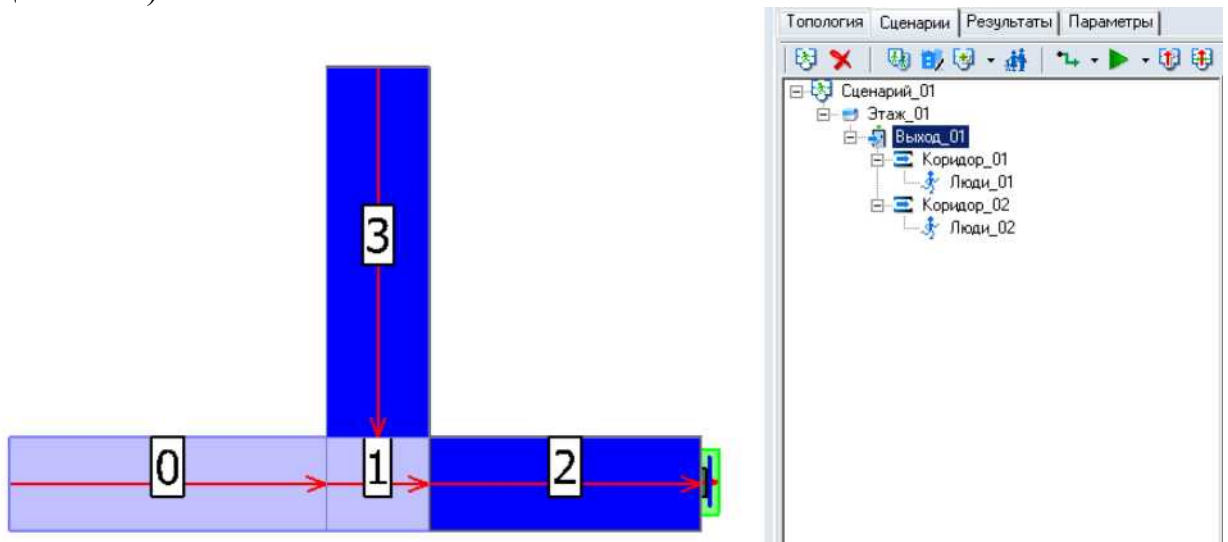 Топология Сценарии Результаты Параметры
Сценарий_01
Этаж_01
Выход_01
Коридор_01
Люди_01
Коридор_02
Люди_02
3
0 1 2